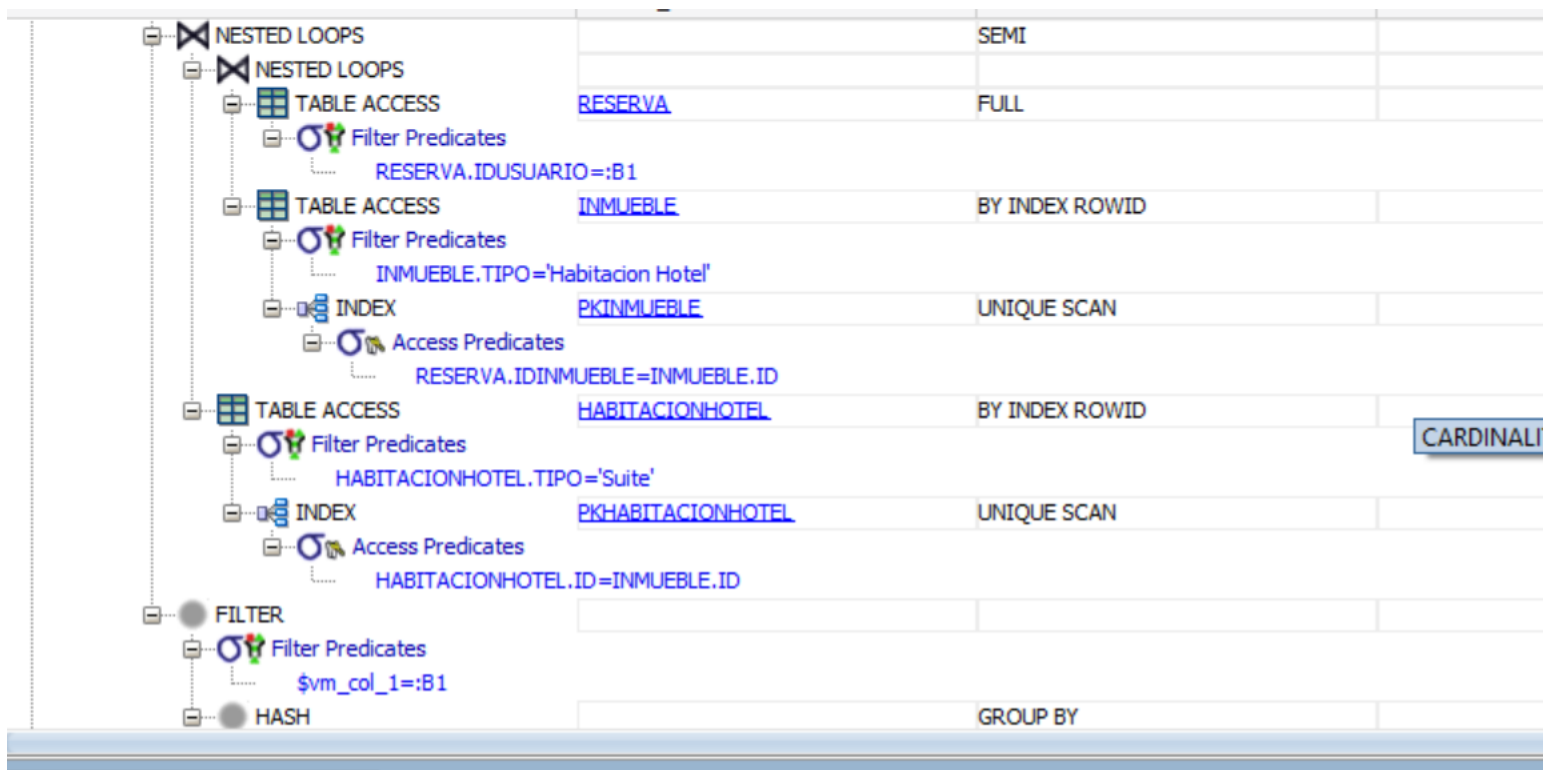 NESTED LOOPS SEMI
NESTED LOOPS
TABLE ACCESS RESERVA FULL
Filter Predicates
RESERVA.IDUSUARIO=:B1
TABLE ACCESS INMUEBLE BY INDEX ROWID
Filter Predicates
INMUEBLE.TIPO='Habitacion Hotel'
INDEX PKINMUEBLE UNIQUE SCAN
Access Predicates
RESERVA.IDINMUEBLE=INMUEBLE.ID
TABLE ACCESS HABITACIONHOTEL BY INDEX ROWID
Filter Predicates
CARDINALI
HABITACIONHOTEL.TIPO='Suite'
INDEX PKHABITACIONHOTEL UNIQUE SCAN
Access Predicates
HABITACIONHOTEL.ID=INMUEBLE.ID
FILTER
Filter Predicates
$vm_col_1=:B1
HASH GROUP BY